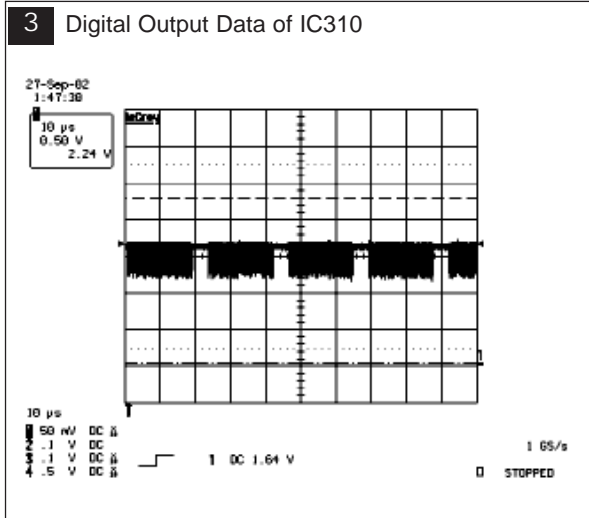 3 Digital Output Data of IC310
27-Sep-02
1:47:38
10 µs
0.50 V
2.24 V
LeCroy
1
10 µs
50 mV DC
2 .1 V DC
3 .1 V DC
4 .5 V DC
1 DC 1.64 V
1 GS/s
STOPPED